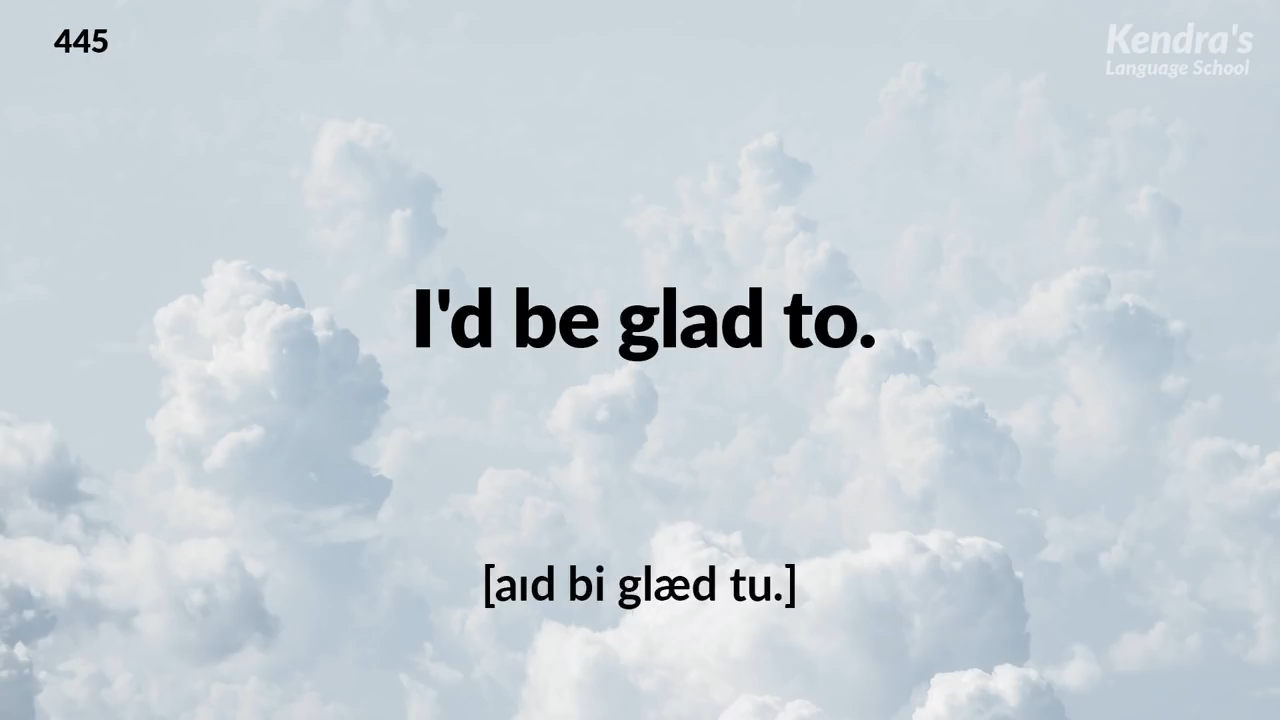 445
Kendra's
Language School
I'd be glad to.
[aɪd bi glæd tu.]